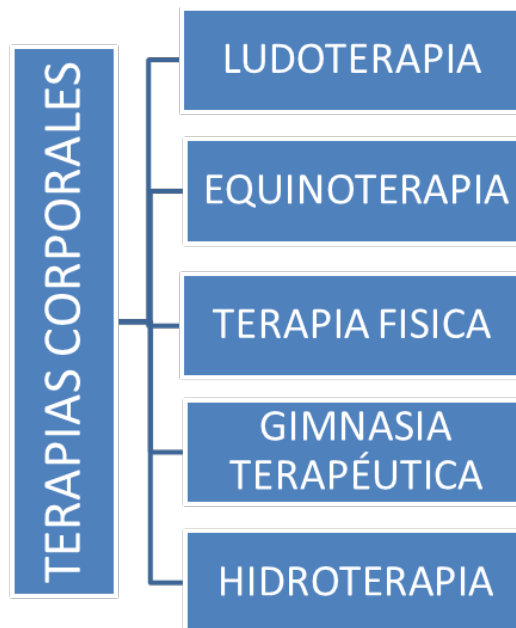 TERAPIAS CORPORALES
LUDOTERAPIA
EQUINOTERAPIA
TERAPIA FISICA
GIMNASIA
TERAPÉUTICA
HIDROTERAPIA